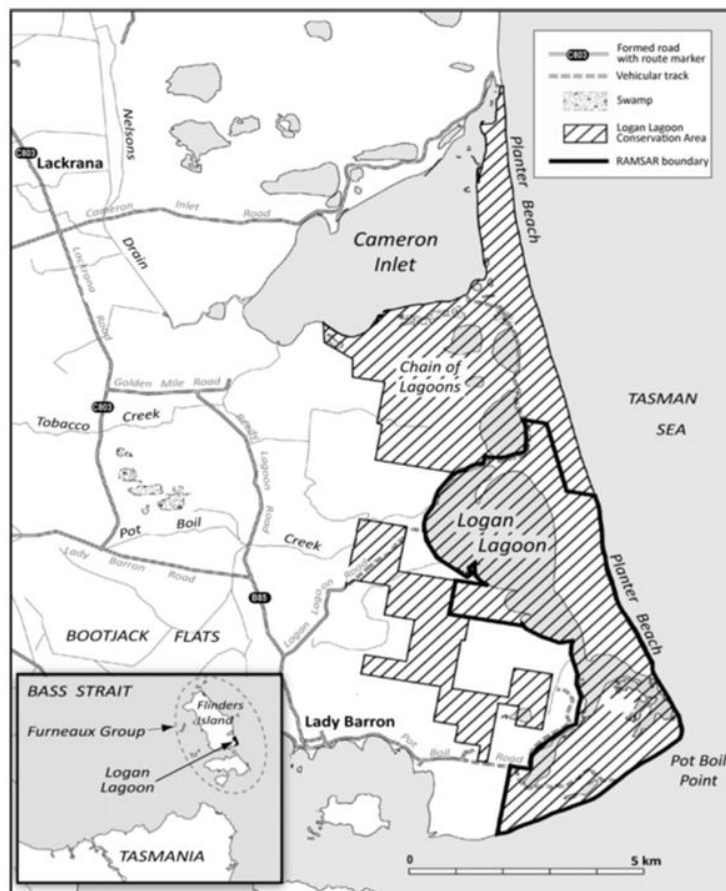 C803
Formed road
with route marker
Vehicular track
Swamp
Logan Lagoon
Conservation Area
RAMSAR boundary
Nelsons
Drain
C803
Lackrana
Cameron Inlet Road
Planter Beach
Cameron
Inlet
Lackrana Road
Chain of
Lagoons
Golden Mile Road
C803
Tobacco Creek
TASMAN
SEA
Lagoon Road
Logan
Lagoon
Pot Boil Creek
Lady Barron Road
Logan Lagoon Road
Planter Beach
B85
BOOTJACK FLATS
BASS STRAIT
Flinders
Island
Furneaux Group
Logan
Lagoon
TASMANIA
Lady Barron
Pot Boil Road
Pot Boil
Point
0 5 km